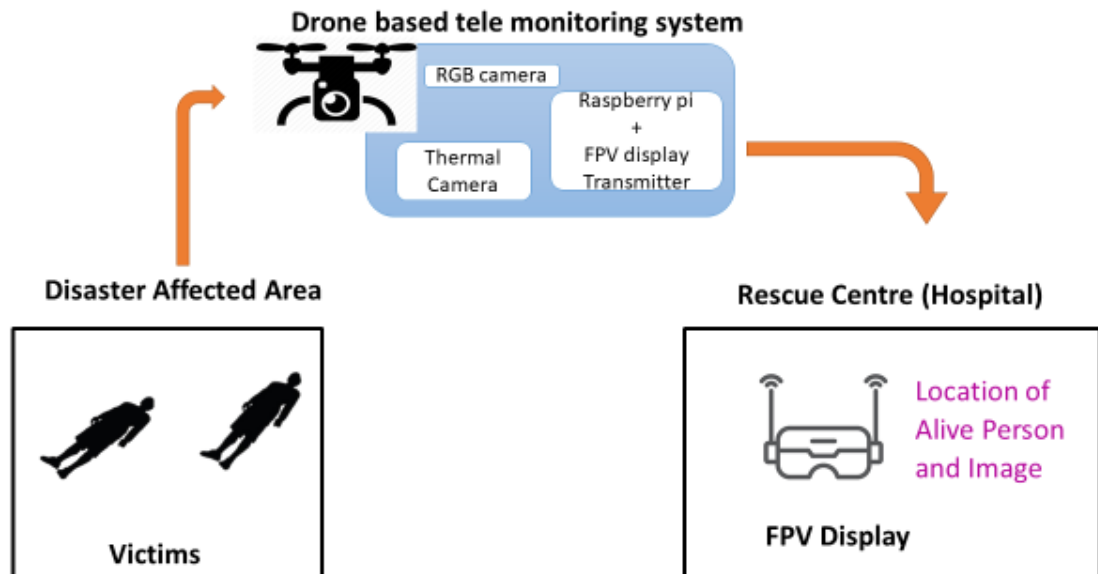 Drone based tele monitoring system
RGB camera
Raspberry pi
+
FPV display
Transmitter
Thermal
Camera
Disaster Affected Area
Rescue Centre (Hospital)
Location of
Alive Person
and Image
Victims
FPV Display